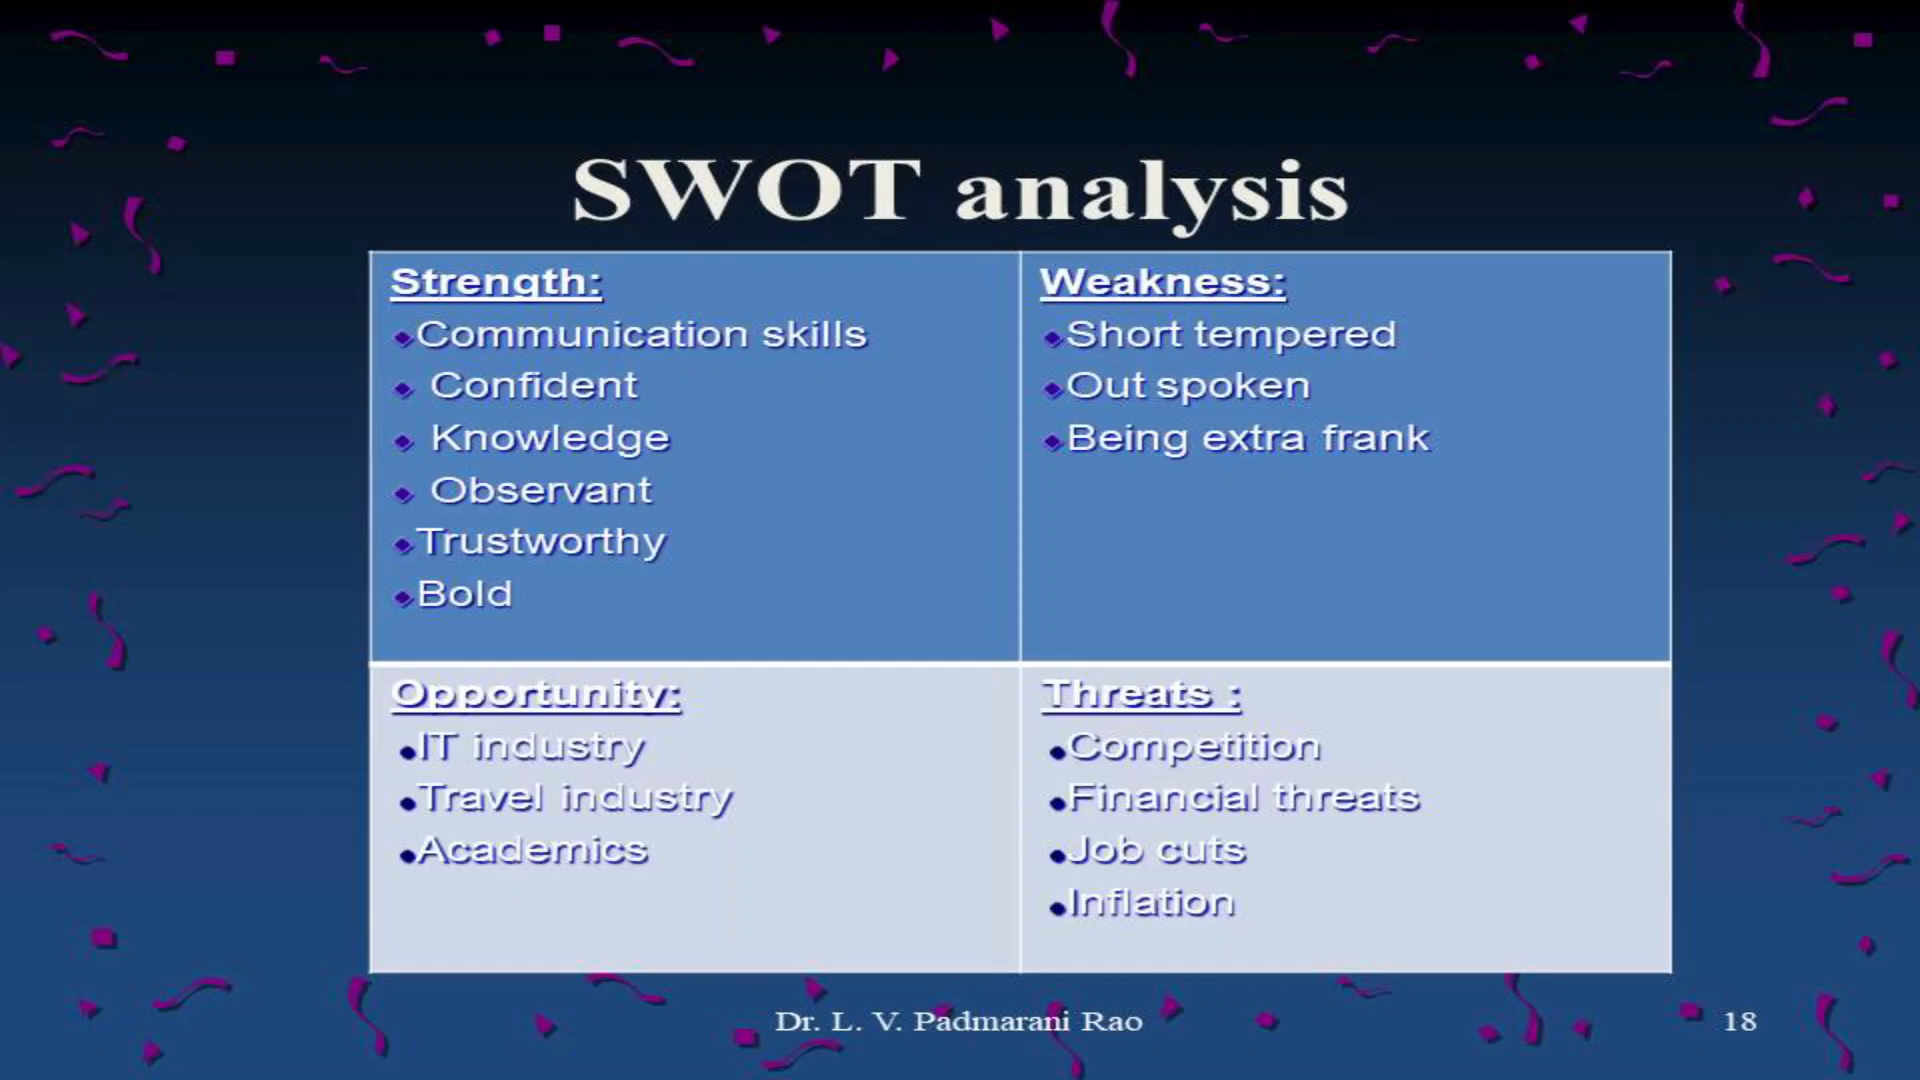 SWOT analysis
Strength:
Communication skills
Confident
Knowledge
Observant
Trustworthy
Bold
Weakness:
Short tempered
Out spoken
Being extra frank
Opportunity:
IT industry
Travel industry
Academics
Threats :
Competition
Financial threats
Job cuts
Inflation
Dr. L. V. Padmarani Rao
18